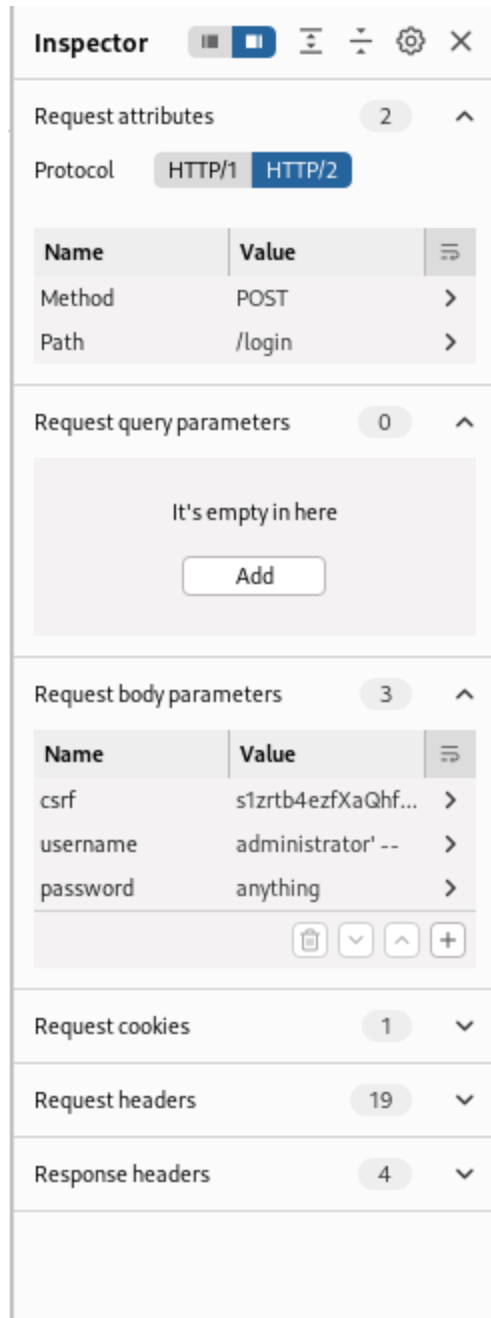 Inspector
Request attributes 2
Protocol HTTP/1 HTTP/2
Name Value
Method POST
Path /login
Request query parameters 0
It's empty in here
Add
Request body parameters 3
Name Value
csrf s1zrtb4ezfXaQhf...
username administrator' --
password anything
Request cookies 1
Request headers 19
Response headers 4